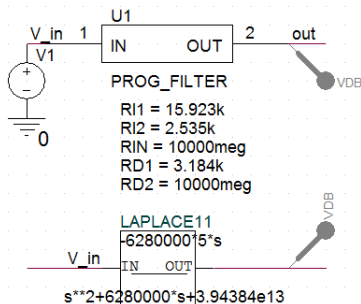 U1
V_in 1 IN OUT 2 out
V1
VDB
0
PROG_FILTER
RI1 = 15.923k
RI2 = 2.535k
RIN = 10000meg
RD1 = 3.184k
RD2 = 10000meg
VDB
LAPLACE11
-6280000*5*s
V_in IN OUT
s**2+6280000*s+3.94384e13